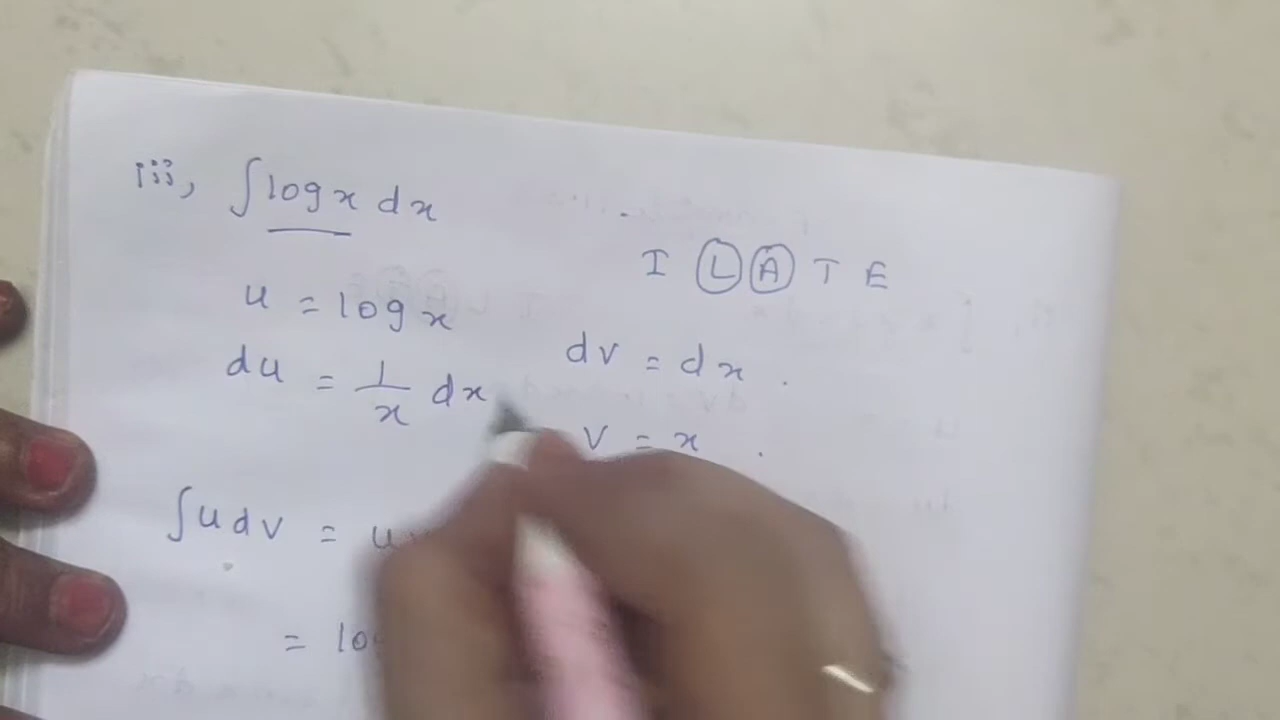 iii, ∫log x dx
I L A T E
u = log x
dv = dx .
du = 1/x dx
v = x .
∫u dv = u
= lo